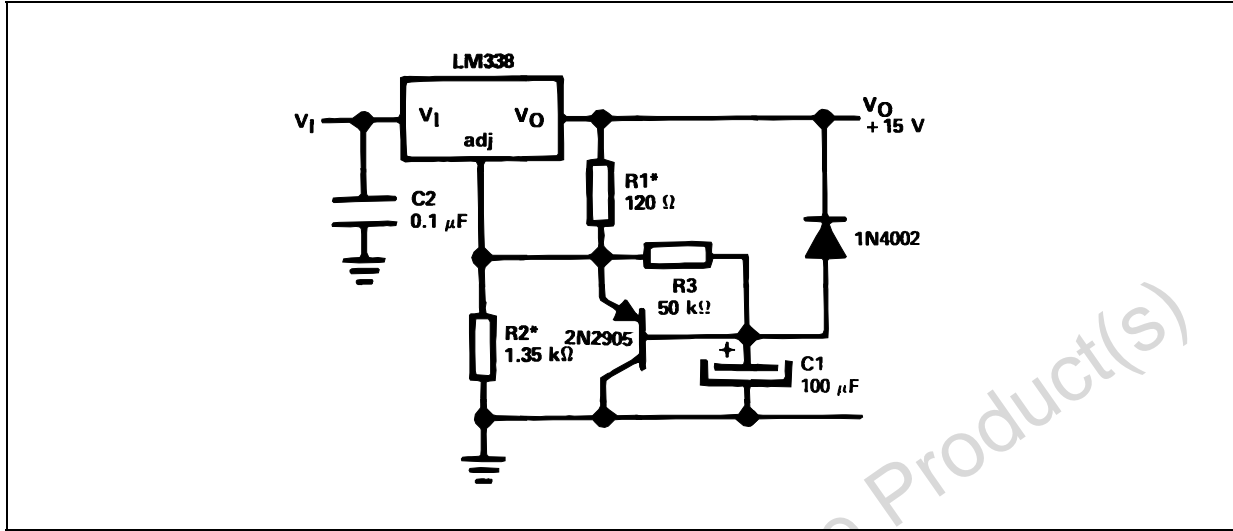 LM338
VI
VI
VO
adj
VO
+ 15 V
C2
0.1 μF
R1*
120 Ω
1N4002
R3
50 kΩ
R2*
1.35 kΩ
2N2905
+
C1
100 μF
Product(s)